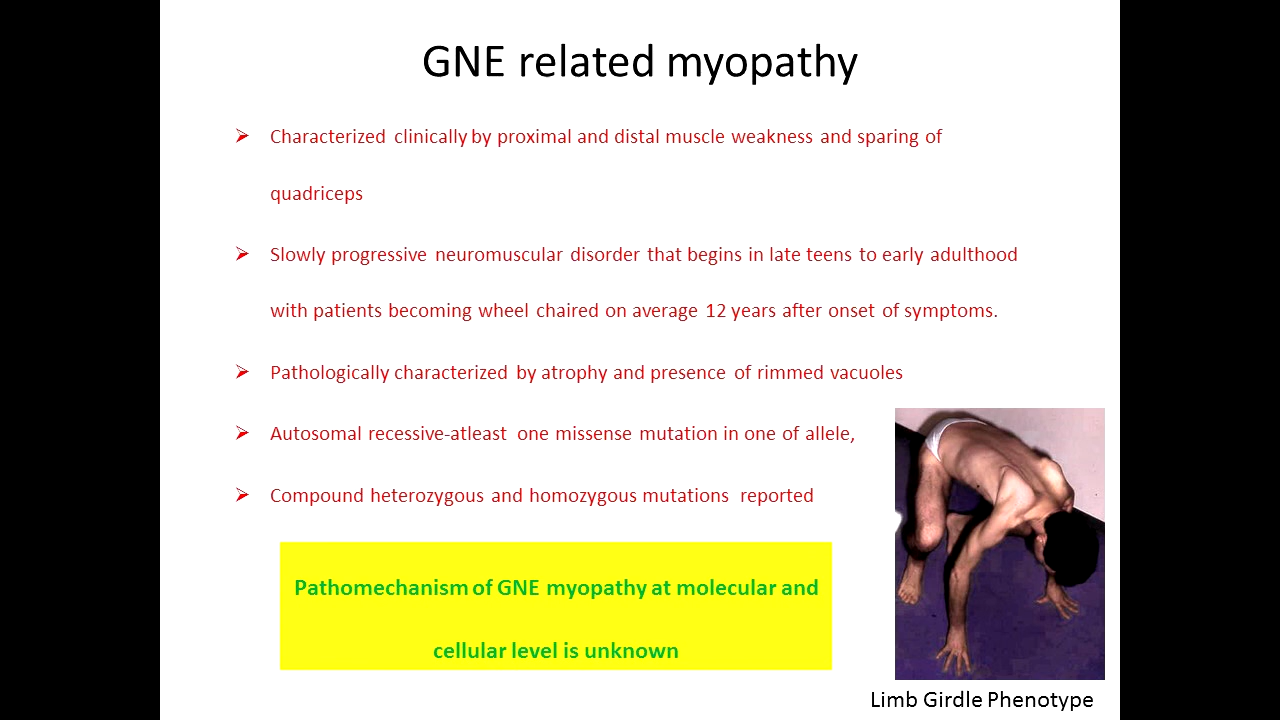 GNE related myopathy
Characterized clinically by proximal and distal muscle weakness and sparing of
quadriceps
Slowly progressive neuromuscular disorder that begins in late teens to early adulthood
with patients becoming wheel chaired on average 12 years after onset of symptoms.
Pathologically characterized by atrophy and presence of rimmed vacuoles
Autosomal recessive-atleast one missense mutation in one of allele,
Compound heterozygous and homozygous mutations reported
Pathomechanism of GNE myopathy at molecular and
cellular level is unknown
Limb Girdle Phenotype